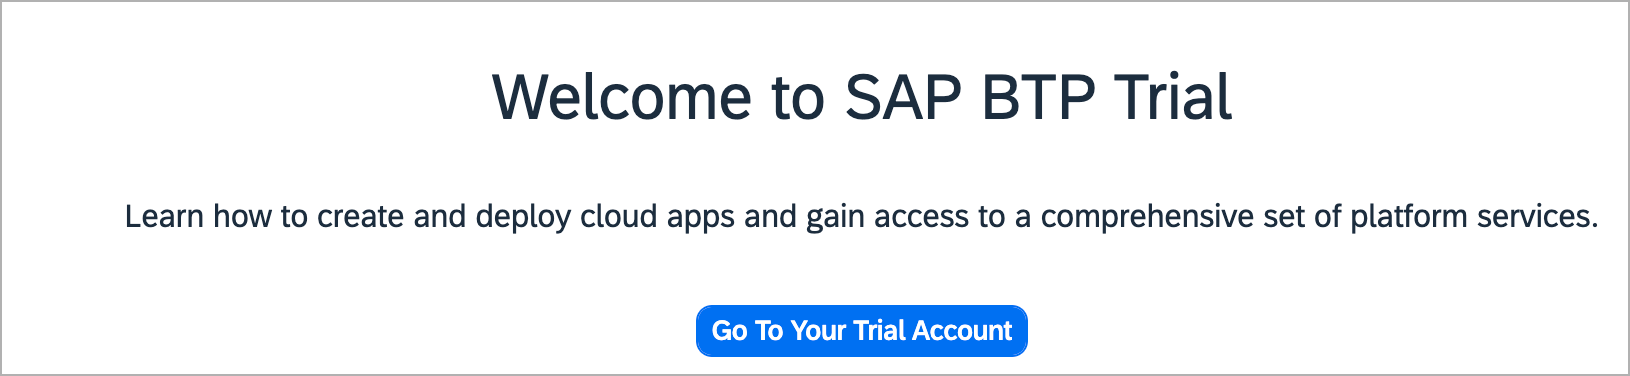 Welcome to SAP BTP Trial
Learn how to create and deploy cloud apps and gain access to a comprehensive set of platform services.
Go To Your Trial Account